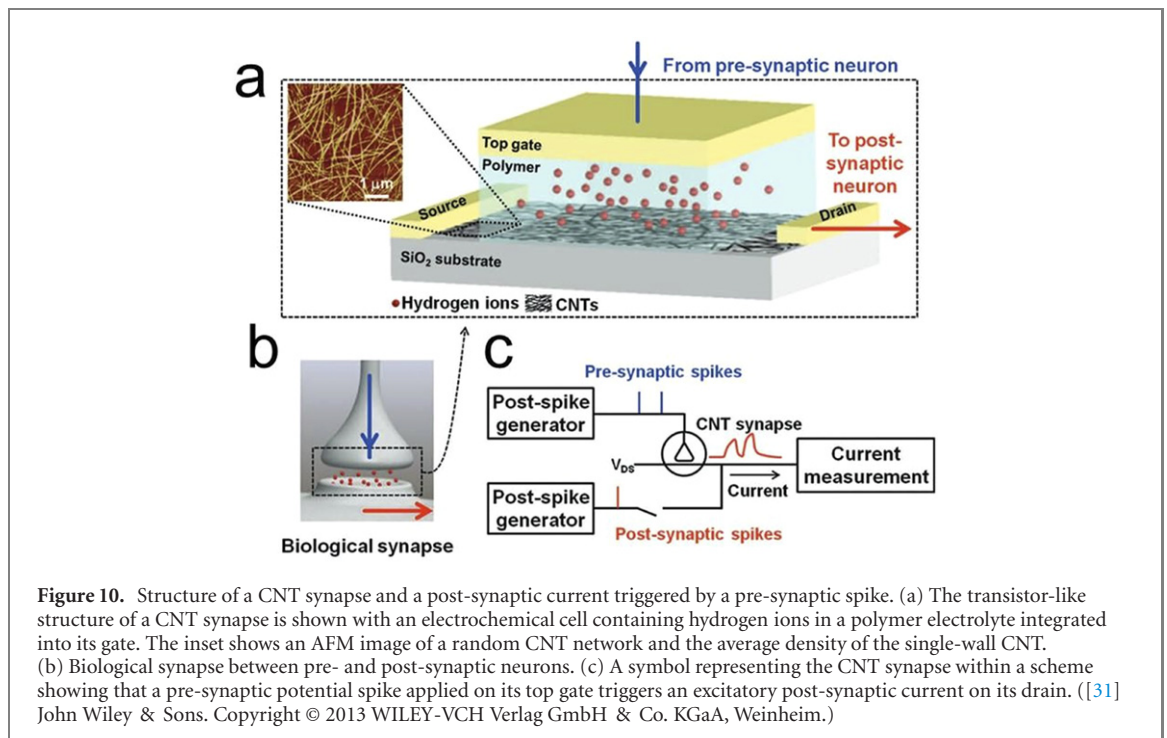 a
From pre-synaptic neuron
1 μm
Top gate
Polymer
To post-
synaptic
neuron
Source
Drain
SiO₂ substrate
Hydrogen ions CNTs
b
c
Pre-synaptic spikes
Post-spike
generator
CNT synapse
V_DS
Current
measurement
Current
Post-spike
generator
Post-synaptic spikes
Biological synapse
Figure 10. Structure of a CNT synapse and a post-synaptic current triggered by a pre-synaptic spike. (a) The transistor-like
structure of a CNT synapse is shown with an electrochemical cell containing hydrogen ions in a polymer electrolyte integrated
into its gate. The inset shows an AFM image of a random CNT network and the average density of the single-wall CNT.
(b) Biological synapse between pre- and post-synaptic neurons. (c) A symbol representing the CNT synapse within a scheme
showing that a pre-synaptic potential spike applied on its top gate triggers an excitatory post-synaptic current on its drain. ([31]
John Wiley & Sons. Copyright © 2013 WILEY-VCH Verlag GmbH & Co. KGaA, Weinheim.)